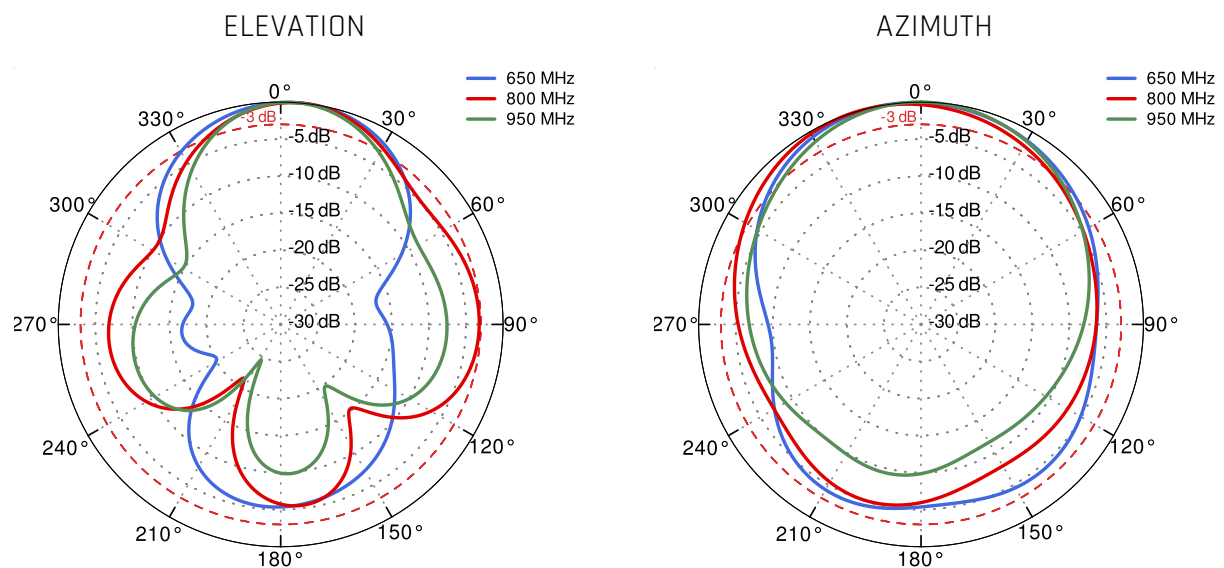 ELEVATION
650 MHz
800 MHz
950 MHz
0°
30°
60°
90°
120°
150°
180°
210°
240°
270°
300°
330°
-3 dB
-5 dB
-10 dB
-15 dB
-20 dB
-25 dB
-30 dB
AZIMUTH
650 MHz
800 MHz
950 MHz
0°
30°
60°
90°
120°
150°
180°
210°
240°
270°
300°
330°
-3 dB
-5 dB
-10 dB
-15 dB
-20 dB
-25 dB
-30 dB